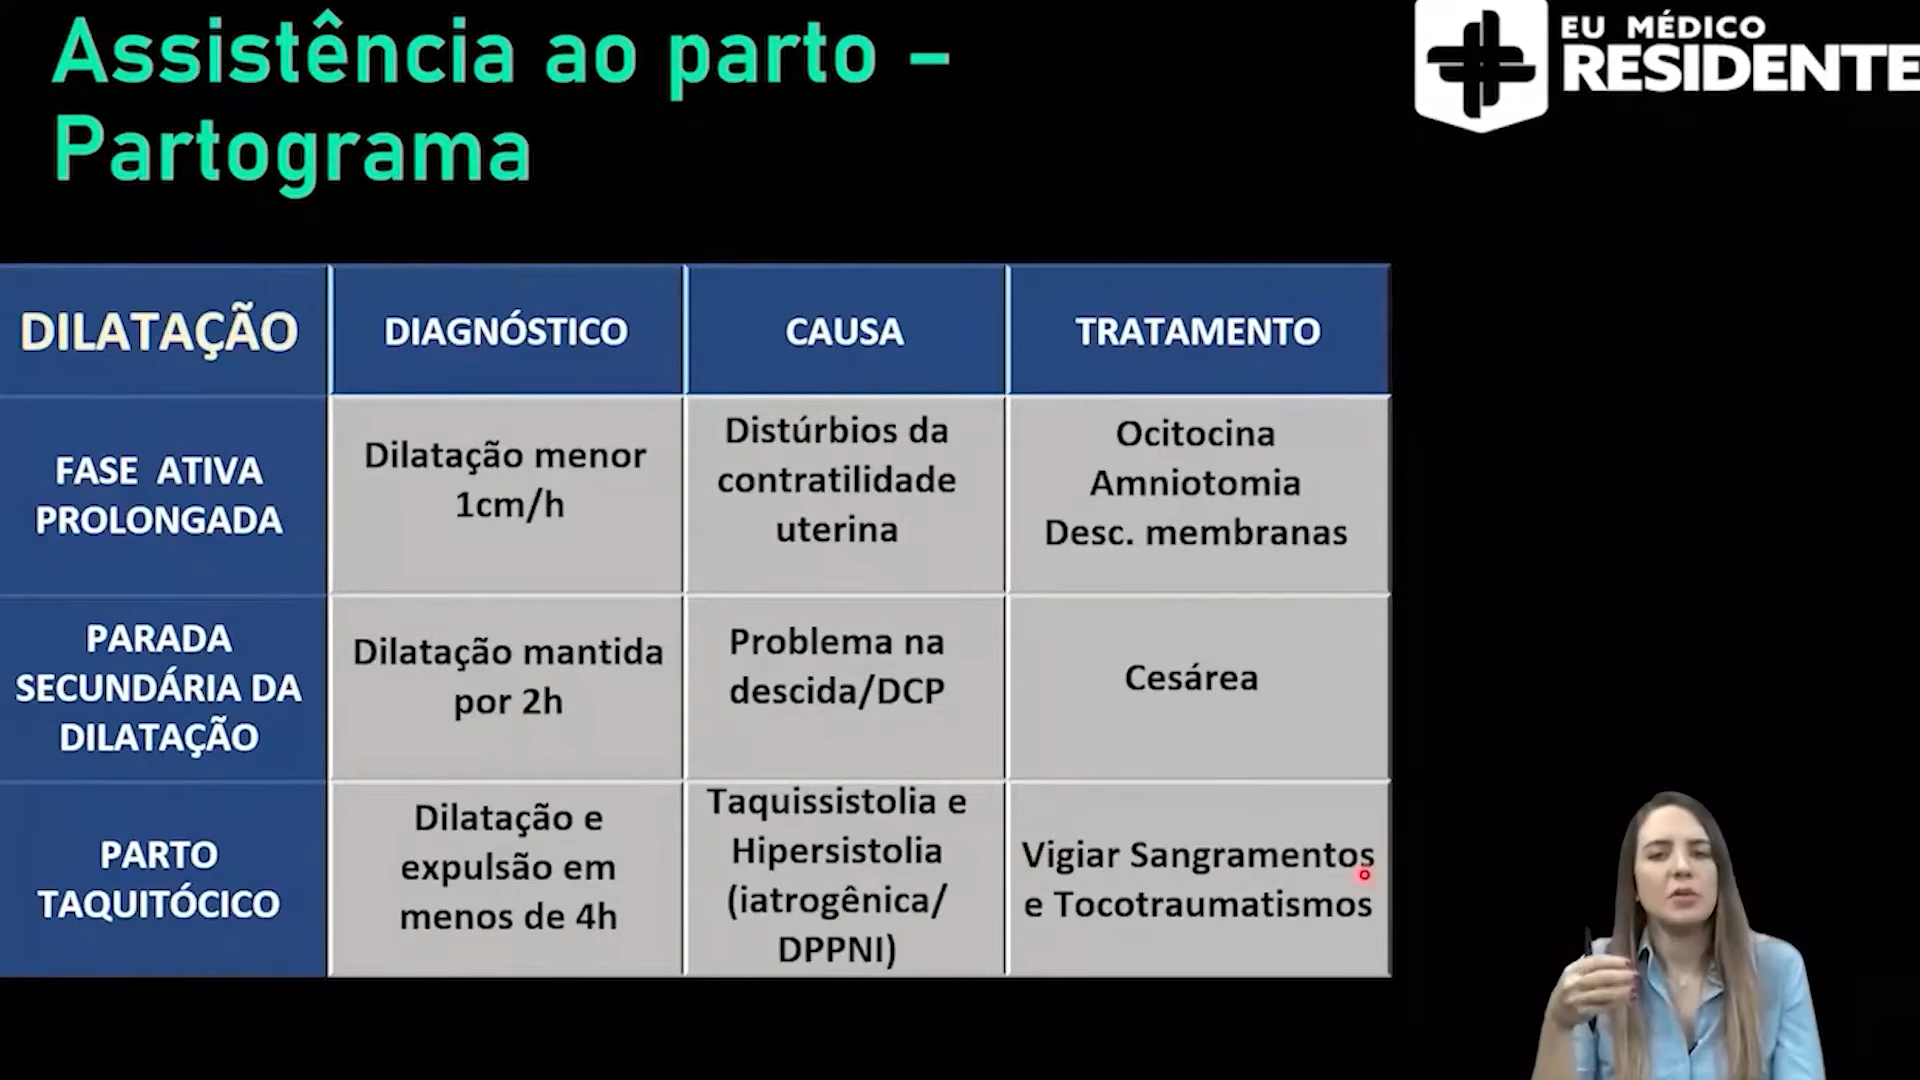 Assistência ao parto –
Partograma
EU MÉDICO
RESIDENTE
DILATAÇÃO
DIAGNÓSTICO
CAUSA
TRATAMENTO
FASE ATIVA
PROLONGADA
Dilatação menor
1cm/h
Distúrbios da
contratilidade
uterina
Ocitocina
Amniotomia
Desc. membranas
PARADA
SECUNDÁRIA DA
DILATAÇÃO
Dilatação mantida
por 2h
Problema na
descida/DCP
Cesárea
PARTO
TAQUITÓCICO
Dilatação e
expulsão em
menos de 4h
Taquissistolia e
Hipersistolia
(iatrogênica/
DPPNI)
Vigiar Sangramentos
e Tocotraumatismos